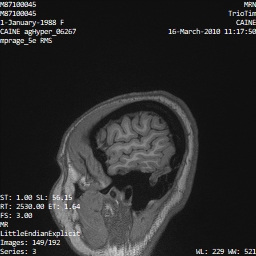 M87100045
MRN
M87100045
TrioTim
1-January-1988 F
CAINE
CAINE agHyper_06267
16-March-2010 11:17:50
mprage_5e RMS
ST: 1.00 SL: 56.15
RT: 2530.00 ET: 1.64
FS: 3.00
MR
LittleEndianExplicit
Images: 149/192
Series: 3
WL: 229 WW: 521